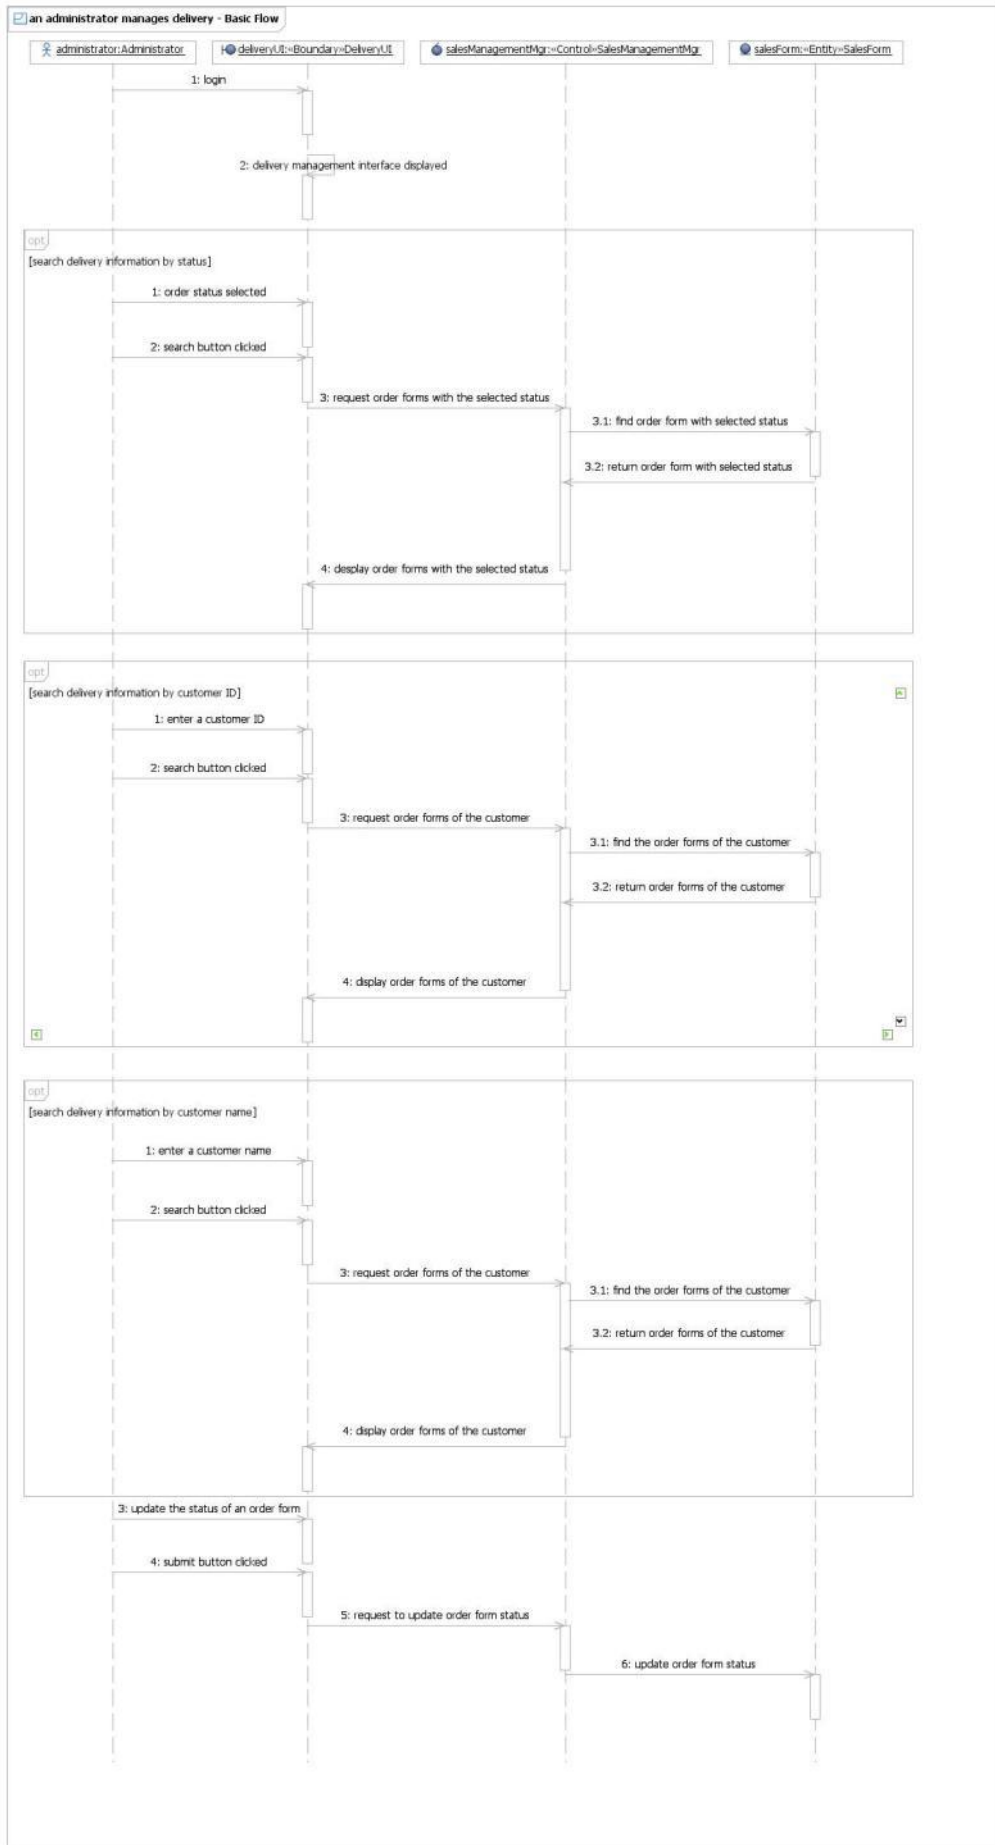 an administrator manages delivery - Basic Flow
administrator:Administrator
deliveryUI:«Boundary»DeliveryUI
salesManagementMgr:«Control»SalesManagementMgr
salesForm:«Entity»SalesForm
1: login
2: delivery management interface displayed
opt
[search delivery information by status]
1: order status selected
2: search button clicked
3: request order forms with the selected status
3.1: find order form with selected status
3.2: return order form with selected status
4: desplay order forms with the selected status
opt
[search delivery information by customer ID]
1: enter a customer ID
2: search button clicked
3: request order forms of the customer
3.1: find the order forms of the customer
3.2: return order forms of the customer
4: display order forms of the customer
opt
[search delivery information by customer name]
1: enter a customer name
2: search button clicked
3: request order forms of the customer
3.1: find the order forms of the customer
3.2: return order forms of the customer
4: display order forms of the customer
3: update the status of an order form
4: submit button clicked
5: request to update order form status
6: update order form status